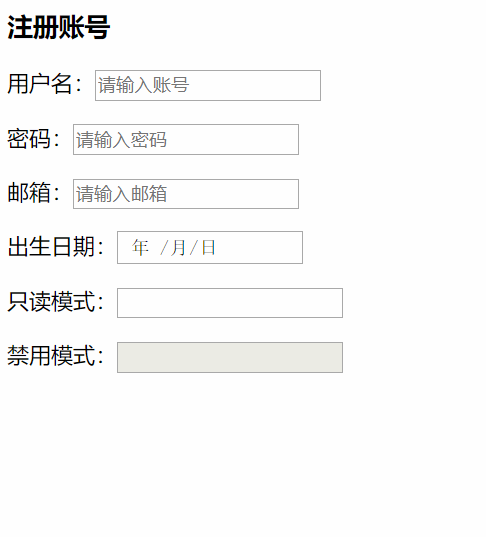 注册账号
用户名：请输入账号
密码：请输入密码
邮箱：请输入邮箱
出生日期：年 /月/日
只读模式：
禁用模式：